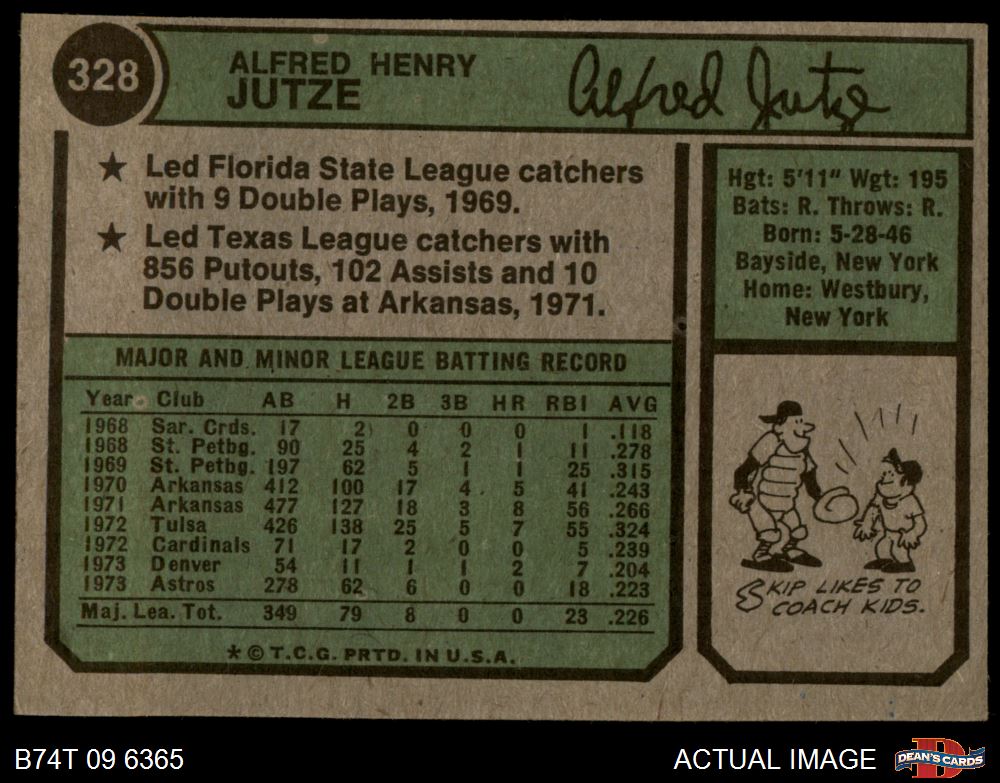 328
ALFRED HENRY
JUTZE
Alfred Jutze
★ Led Florida State League catchers
with 9 Double Plays, 1969.
★ Led Texas League catchers with
856 Putouts, 102 Assists and 10
Double Plays at Arkansas, 1971.
MAJOR AND MINOR LEAGUE BATTING RECORD
Year Club AB H 2B 3B HR RBI AVG
1968 Sar. Crds. 17 2 0 0 0 1 .118
1968 St. Petbg. 90 25 4 2 1 11 .278
1969 St. Petbg. 197 62 5 1 1 25 .315
1970 Arkansas 412 100 17 4 5 41 .243
1971 Arkansas 477 127 18 3 8 56 .266
1972 Tulsa 426 138 25 5 7 55 .324
1972 Cardinals 71 17 2 0 0 5 .239
1973 Denver 54 11 1 1 2 7 .204
1973 Astros 278 62 6 0 0 18 .223
Maj. Lea. Tot. 349 79 8 0 0 23 .226
★ © T.C.G. PRTD. IN U.S.A.
Hgt: 5'11" Wgt: 195
Bats: R. Throws: R.
Born: 5-28-46
Bayside, New York
Home: Westbury,
New York
SKIP LIKES TO
COACH KIDS.
B74T 09 6365
ACTUAL IMAGE
D
DEAN'S CARDS